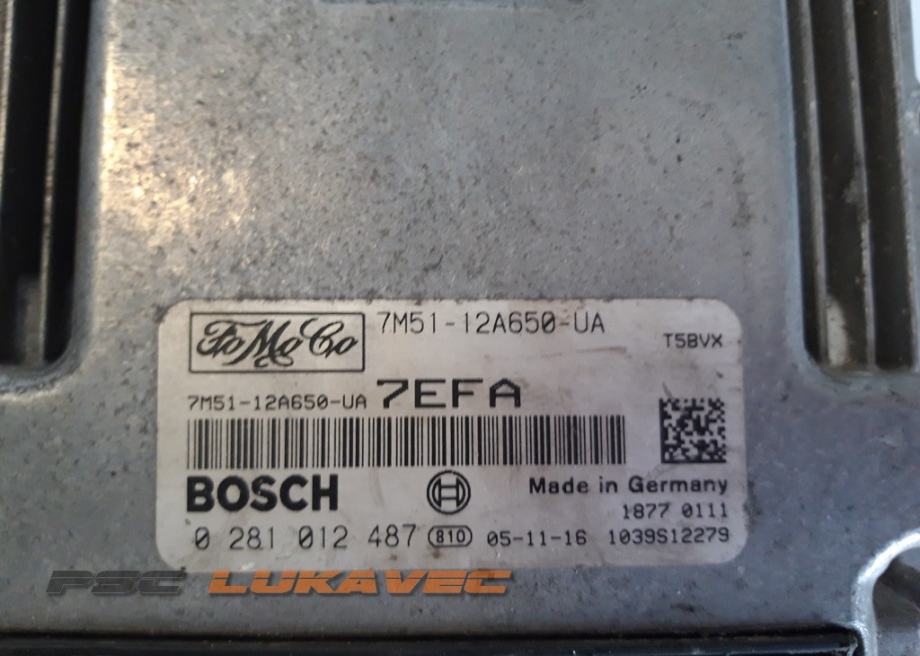 FoMoCo 7M51-12A650-UA
T5BVX
7M51-12A650-UA 7EFA
BOSCH Made in Germany
1877 0111
0 281 012 487 810 05-11-16 1039S12279
PSC LUKAVEC